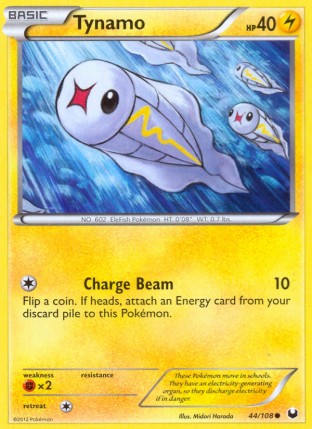 BASIC
Tynamo
HP40
NO. 602 EleFish Pokémon HT: 0'08" WT: 0.7 lbs.
Charge Beam 10
Flip a coin. If heads, attach an Energy card from your
discard pile to this Pokémon.
weakness resistance
×2
retreat
These Pokémon move in schools.
They have an electricity-generating
organ, so they discharge electricity
if in danger.
©2012 Pokémon
Illus. Midori Harada 44/108